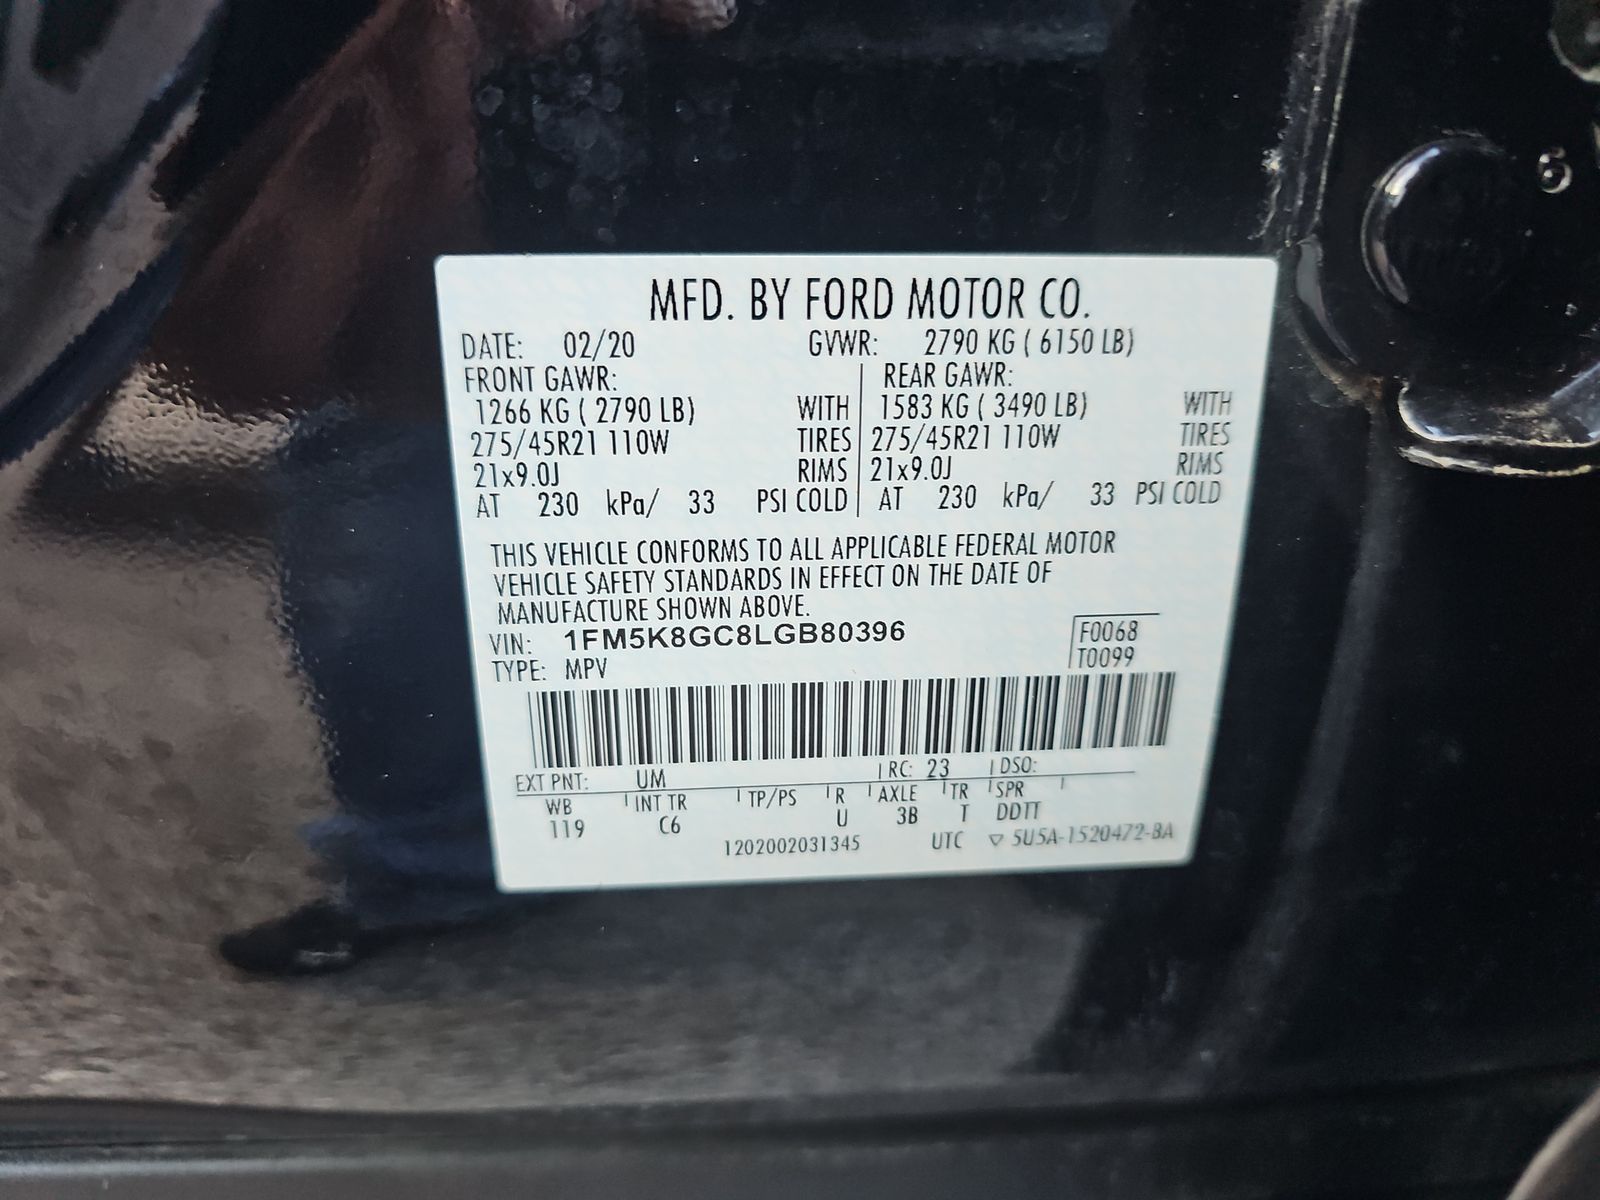 MFD. BY FORD MOTOR CO.
DATE: 02/20 GVWR: 2790 KG ( 6150 LB)
FRONT GAWR: REAR GAWR:
1266 KG ( 2790 LB) WITH 1583 KG ( 3490 LB) WITH
275/45R21 110W TIRES 275/45R21 110W TIRES
21x9.0J RIMS 21x9.0J RIMS
AT 230 kPa/ 33 PSI COLD AT 230 kPa/ 33 PSI COLD
THIS VEHICLE CONFORMS TO ALL APPLICABLE FEDERAL MOTOR
VEHICLE SAFETY STANDARDS IN EFFECT ON THE DATE OF
MANUFACTURE SHOWN ABOVE.
VIN: 1FM5K8GC8LGB80396 F0068
TYPE: MPV T0099
EXT PNT: UM RC: 23 DSO:
WB INT TR TP/PS R AXLE TR SPR
119 C6 U 3B T DDTT
1202002031345 UTC ▽ 5U5A-1520472-BA